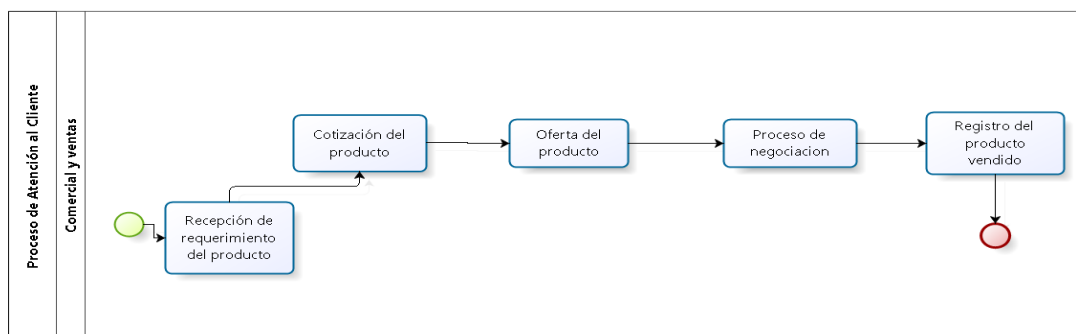 Proceso de Atención al Cliente
Comercial y ventas
Recepción de
requerimiento
del producto
Cotización del
producto
Oferta del
producto
Proceso de
negociacion
Registro del
producto
vendido